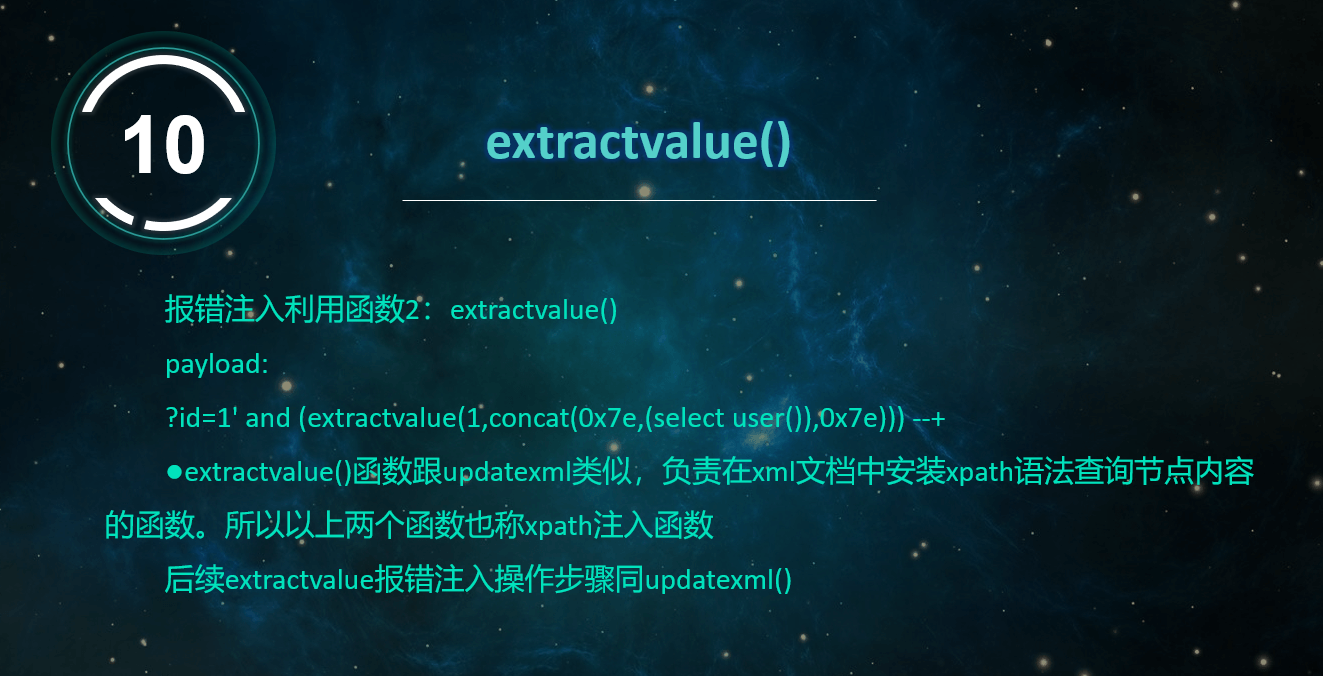 10
extractvalue()
报错注入利用函数2：extractvalue()
payload:
?id=1' and (extractvalue(1,concat(0x7e,(select user()),0x7e))) --+
●extractvalue()函数跟updatexml类似，负责在xml文档中安装xpath语法查询节点内容
的函数。所以以上两个函数也称xpath注入函数
后续extractvalue报错注入操作步骤同updatexml()